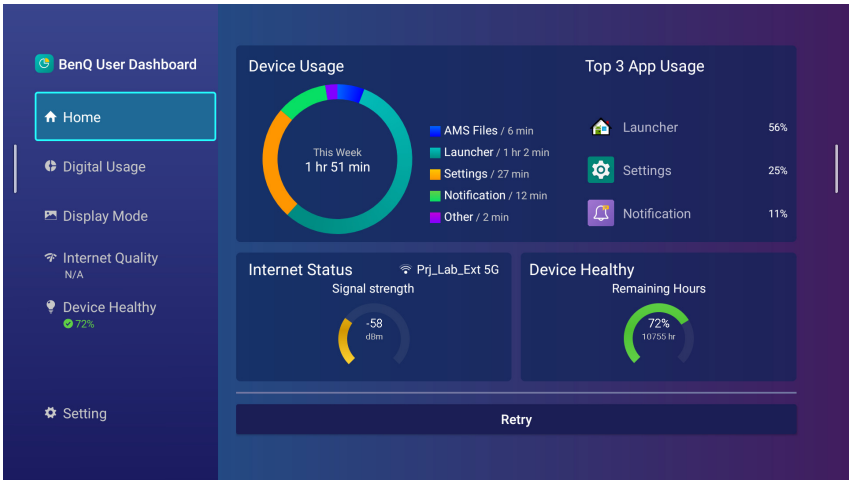 BenQ User Dashboard
Home
Digital Usage
Display Mode
Internet Quality
N/A
Device Healthy
72%
Setting
Device Usage
This Week
1 hr 51 min
AMS Files / 6 min
Launcher / 1 hr 2 min
Settings / 27 min
Notification / 12 min
Other / 2 min
Top 3 App Usage
Launcher 56%
Settings 25%
Notification 11%
Internet Status Prj_Lab_Ext 5G
Signal strength
-58
dBm
Device Healthy
Remaining Hours
72%
10755 hr
Retry